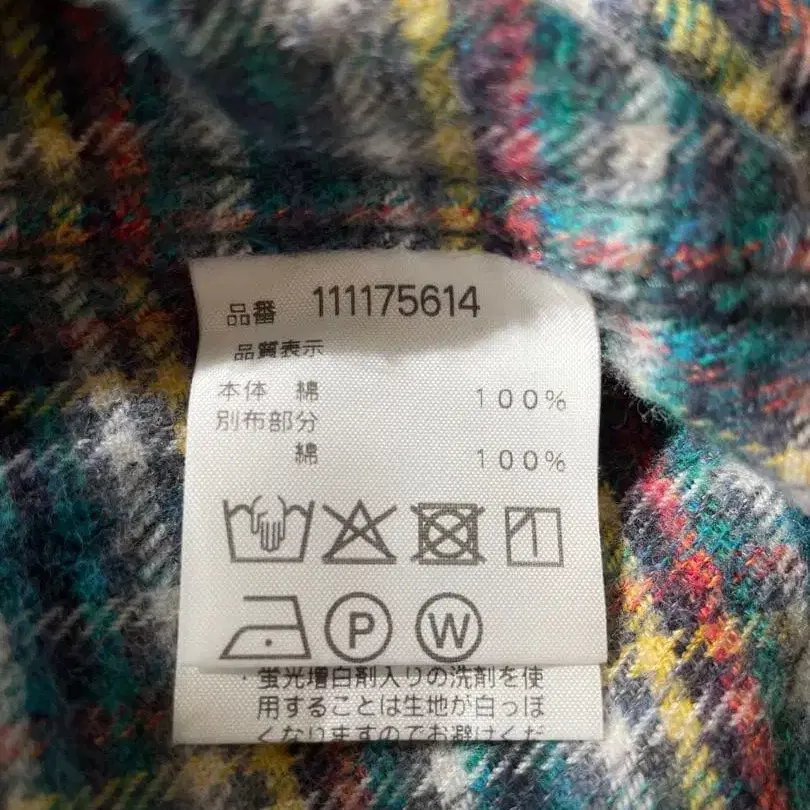 品番 111175614
品質表示
本体 綿 100%
別布部分
綿 100%
P W
・蛍光増白剤入りの洗剤を使
用することは生地が白っぽ
くなりますのでお避けくだ